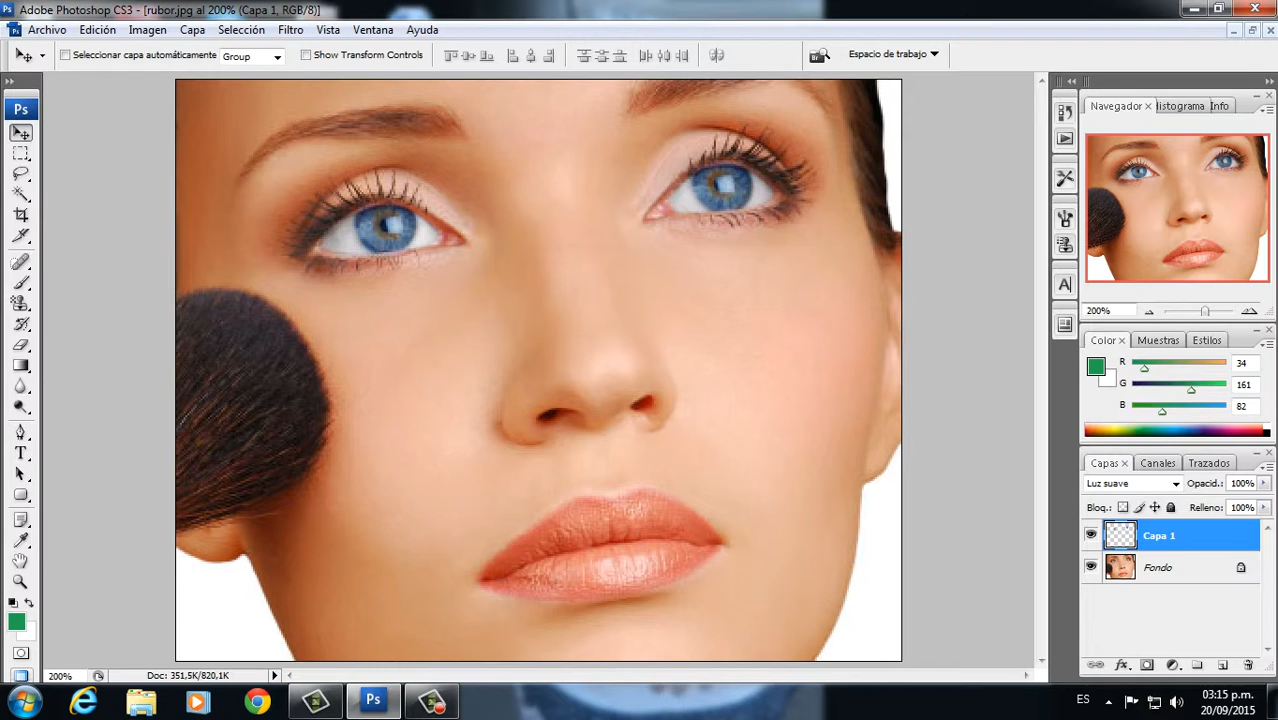 Adobe Photoshop CS3 - [rubor.jpg al 200% (Capa 1, RGB/8)]
Archivo Edición Imagen Capa Selección Filtro Vista Ventana Ayuda
Seleccionar capa automáticamente Group Show Transform Controls Espacio de trabajo
Ps
Navegador Histograma Info
200%
Color Muestras Estilos
R 34
G 161
B 82
Capas Canales Trazados
Luz suave Opacid.: 100%
Bloq.: Relleno: 100%
Capa 1
Fondo
200% Doc: 351,5K/820,1K
Ps ES 03:15 p.m.
20/09/2015